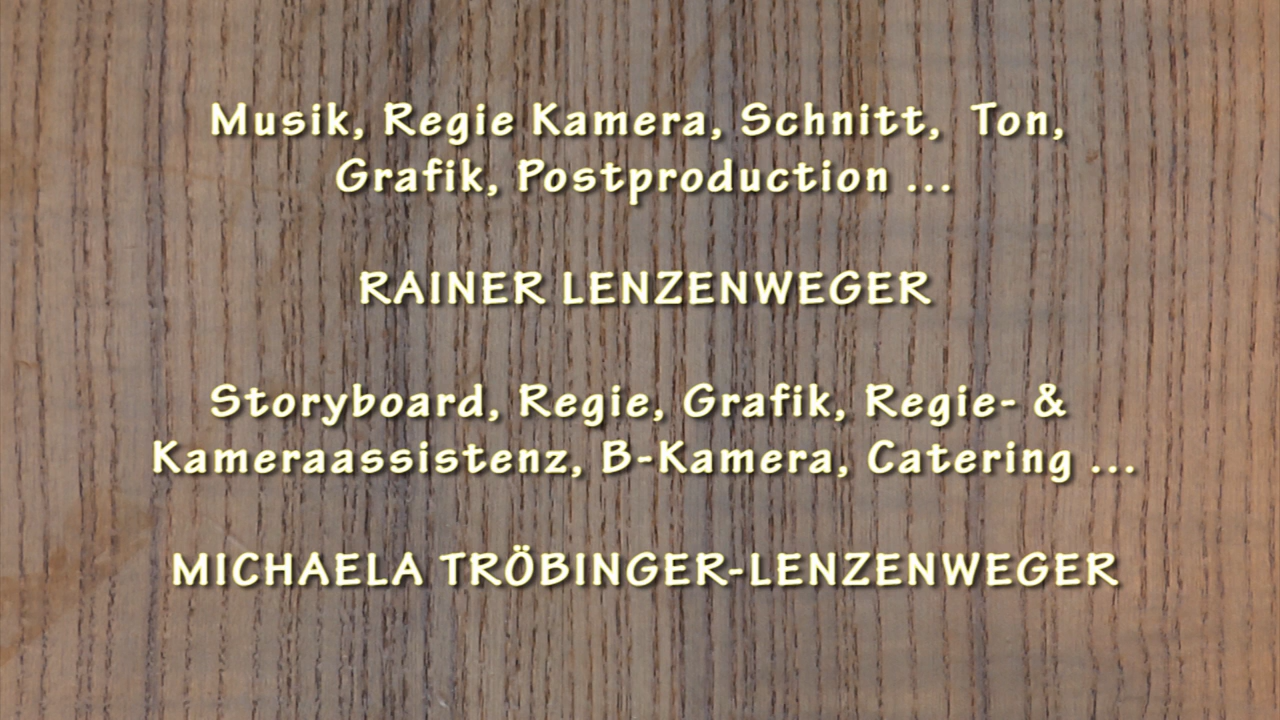 Musik, Regie Kamera, Schnitt, Ton,
Grafik, Postproduction ...
RAINER LENZENWEGER
Storyboard, Regie, Grafik, Regie- &
Kameraassistenz, B-Kamera, Catering ...
MICHAELA TRÖBINGER-LENZENWEGER